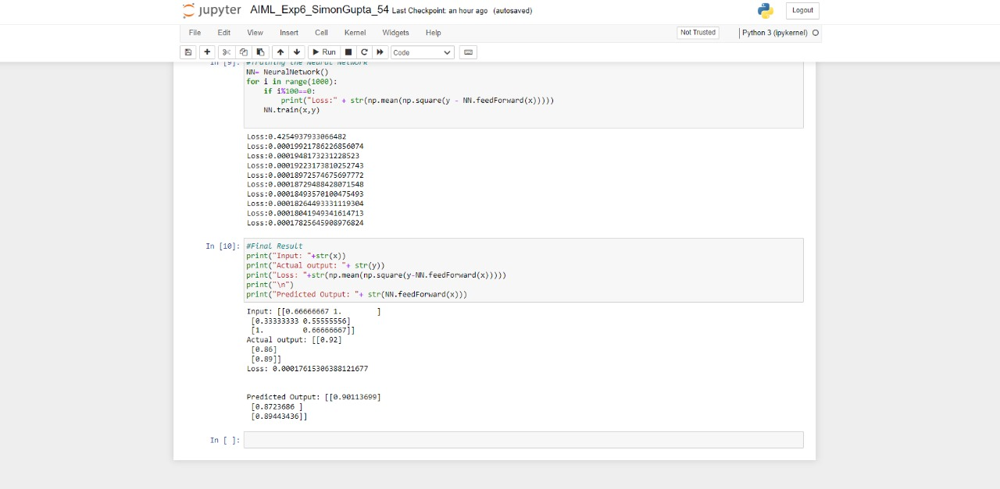 jupyter AIML_Exp6_SimonGupta_54 Last Checkpoint: an hour ago (autosaved) Logout
File Edit View Insert Cell Kernel Widgets Help Not Trusted Python 3 (ipykernel)
Run Code
In [9]: #Training the Neural Network
NN= NeuralNetwork()
for i in range(1000):
    if i%100==0:
        print("Loss:" + str(np.mean(np.square(y - NN.feedForward(x)))))
    NN.train(x,y)
Loss:0.4254937933066482
Loss:0.00019921786226856074
Loss:0.0001948173231228523
Loss:0.00019223173810252743
Loss:0.00018972574675697772
Loss:0.00018729488428071548
Loss:0.00018493570100475493
Loss:0.00018264493331119304
Loss:0.00018041949341614713
Loss:0.00017825645908976824
In [10]: #Final Result
print("Input: "+str(x))
print("Actual output: "+ str(y))
print("Loss: "+str(np.mean(np.square(y-NN.feedForward(x)))))
print("\n")
print("Predicted Output: "+ str(NN.feedForward(x)))
Input: [[0.66666667 1.        ]
 [0.33333333 0.55555556]
 [1.         0.66666667]]
Actual output: [[0.92]
 [0.86]
 [0.89]]
Loss: 0.00017615306388121677
Predicted Output: [[0.90113699]
 [0.8723686 ]
 [0.89443436]]
In [ ]: